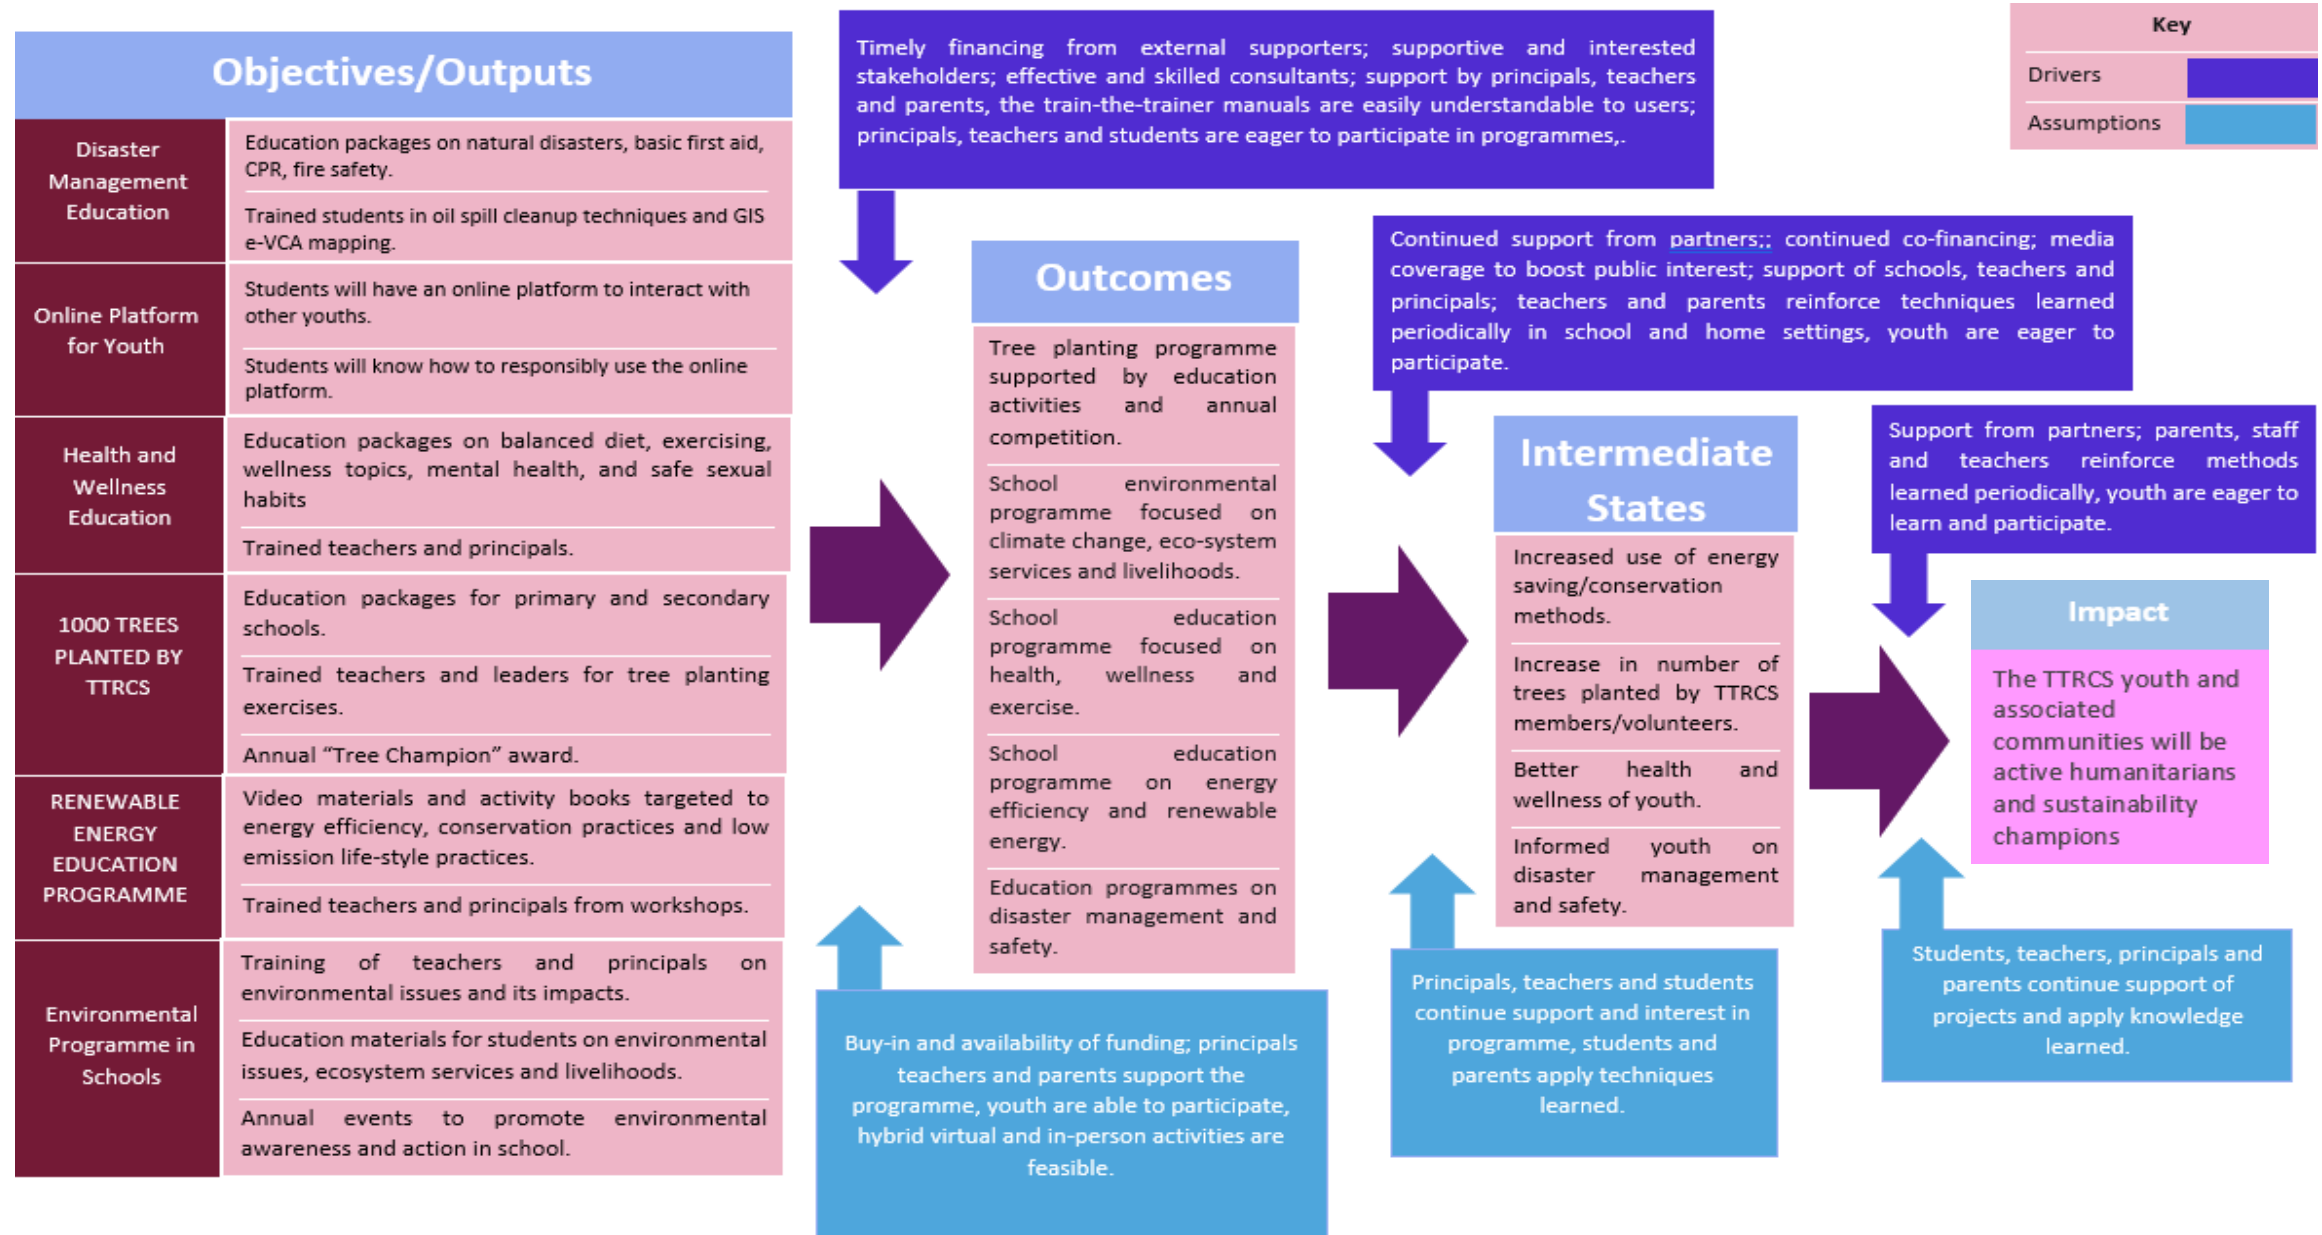 Objectives/Outputs
Disaster
Management
Education
Education packages on natural disasters, basic first aid,
CPR, fire safety.
Trained students in oil spill cleanup techniques and GIS
e-VCA mapping.
Online Platform
for Youth
Students will have an online platform to interact with
other youths.
Students will know how to responsibly use the online
platform.
Health and
Wellness
Education
Education packages on balanced diet, exercising,
wellness topics, mental health, and safe sexual
habits
Trained teachers and principals.
1000 TREES
PLANTED BY
TTRCS
Education packages for primary and secondary
schools.
Trained teachers and leaders for tree planting
exercises.
Annual “Tree Champion” award.
RENEWABLE
ENERGY
EDUCATION
PROGRAMME
Video materials and activity books targeted to
energy efficiency, conservation practices and low
emission life-style practices.
Trained teachers and principals from workshops.
Environmental
Programme in
Schools
Training of teachers and principals on
environmental issues and its impacts.
Education materials for students on environmental
issues, ecosystem services and livelihoods.
Annual events to promote environmental
awareness and action in school.
Timely financing from external supporters; supportive and interested
stakeholders; effective and skilled consultants; support by principals, teachers
and parents, the train-the-trainer manuals are easily understandable to users;
principals, teachers and students are eager to participate in programmes,.
Outcomes
Tree planting programme
supported by education
activities and annual
competition.
School environmental
programme focused on
climate change, eco-system
services and livelihoods.
School education
programme focused on
health, wellness and
exercise.
School education
programme on energy
efficiency and renewable
energy.
Education programmes on
disaster management and
safety.
Buy-in and availability of funding; principals
teachers and parents support the
programme, youth are able to participate,
hybrid virtual and in-person activities are
feasible.
Continued support from partners;; continued co-financing; media
coverage to boost public interest; support of schools, teachers and
principals; teachers and parents reinforce techniques learned
periodically in school and home settings, youth are eager to
participate.
Intermediate
States
Increased use of energy
saving/conservation
methods.
Increase in number of
trees planted by TTRCS
members/volunteers.
Better health and
wellness of youth.
Informed youth on
disaster management
and safety.
Principals, teachers and students
continue support and interest in
programme, students and
parents apply techniques
learned.
Key
Drivers
Assumptions
Support from partners; parents, staff
and teachers reinforce methods
learned periodically, youth are eager to
learn and participate.
Impact
The TTRCS youth and
associated
communities will be
active humanitarians
and sustainability
champions
Students, teachers, principals and
parents continue support of
projects and apply knowledge
learned.